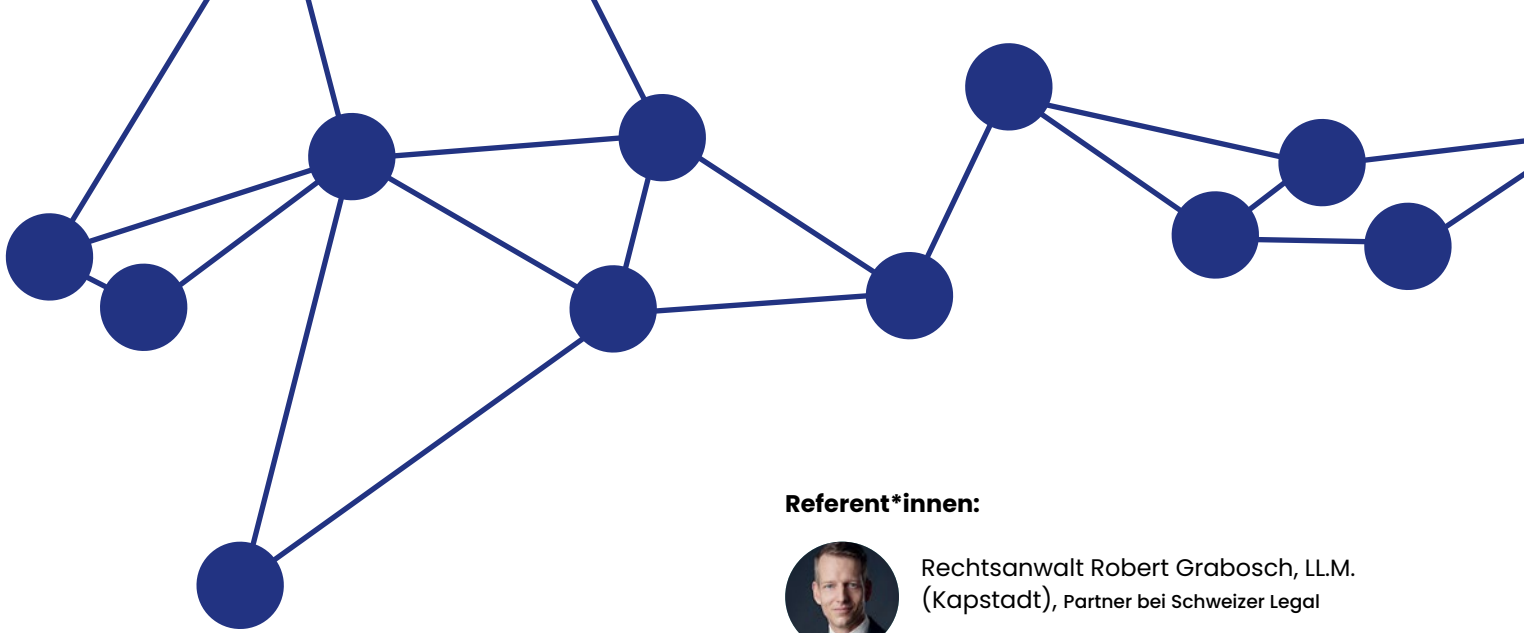 Referent*innen:
Rechtsanwalt Robert Grabosch, LL.M.
(Kapstadt), Partner bei Schweizer Legal